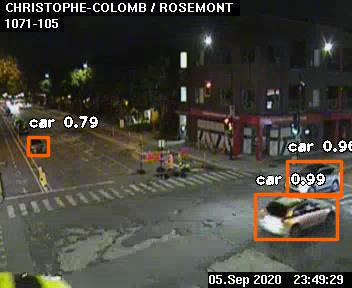 CHRISTOPHE-COLOMB / ROSEMONT
1071-105
car 0.79
car 0.96
car 0.99
05.Sep 2020 23:49:29